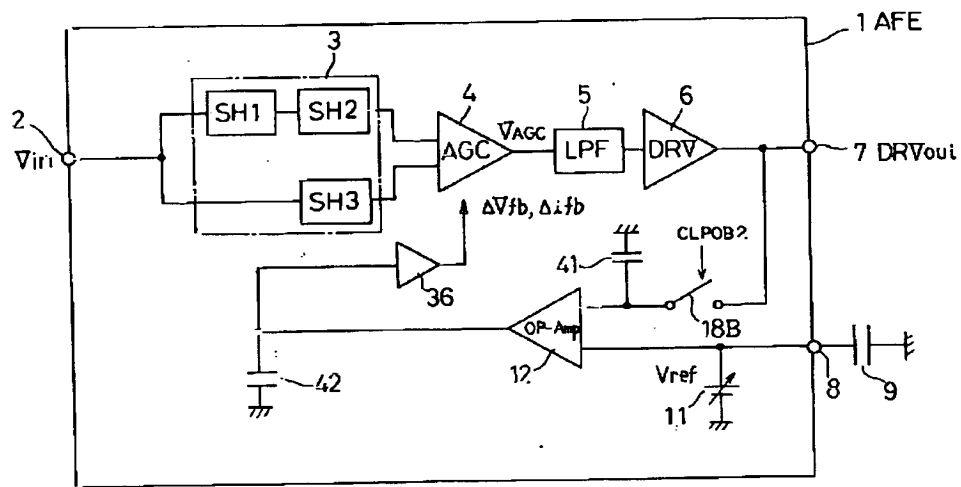 1 AFE
3
SH1
SH2
4
5
6
2
Vin
AGC
VAGC
LPF
DRV
7 DRVout
SH3
ΔVfb, Δifb
CLPOB2
41
36
18B
OP-Amp
12
8
42
Vref
11
9